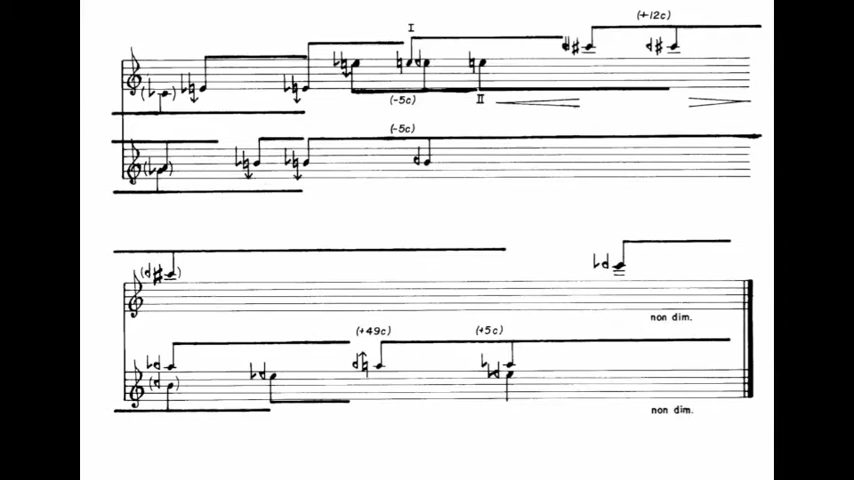 (+12c)
I
(-5c)
II
(-5c)
non dim.
(+49c) (+5c)
non dim.